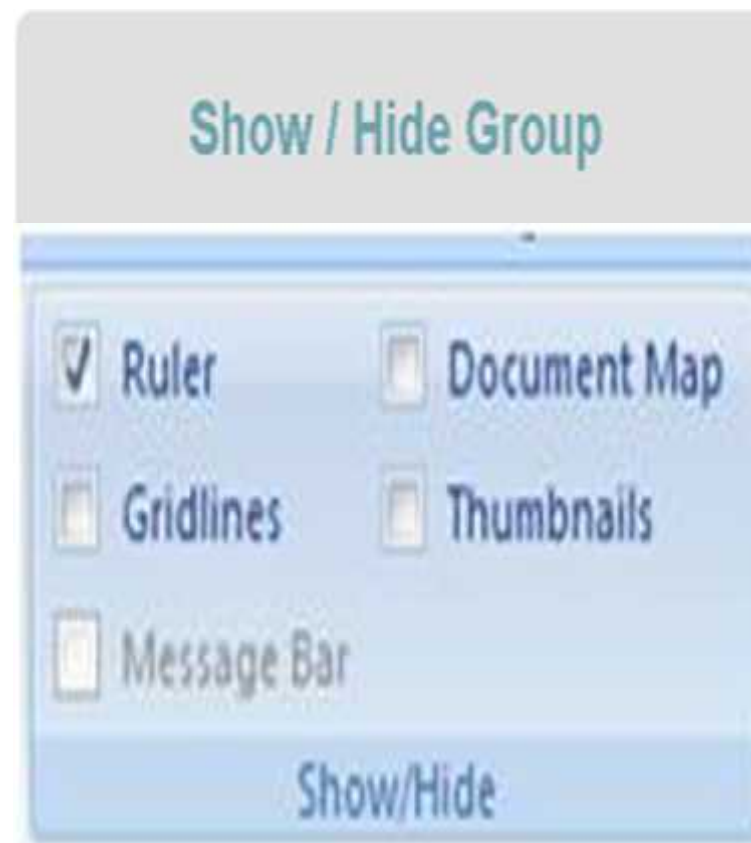 Show / Hide Group
Ruler Document Map
Gridlines Thumbnails
Message Bar
Show/Hide